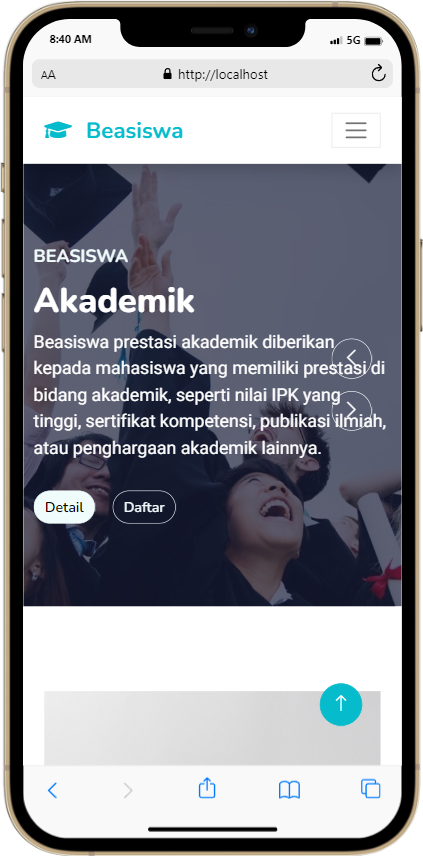 8:40 AM
5G
AA
http://localhost
Beasiswa
BEASISWA
Akademik
Beasiswa prestasi akademik diberikan
kepada mahasiswa yang memiliki prestasi di
bidang akademik, seperti nilai IPK yang
tinggi, sertifikat kompetensi, publikasi ilmiah,
atau penghargaan akademik lainnya.
Detail
Daftar